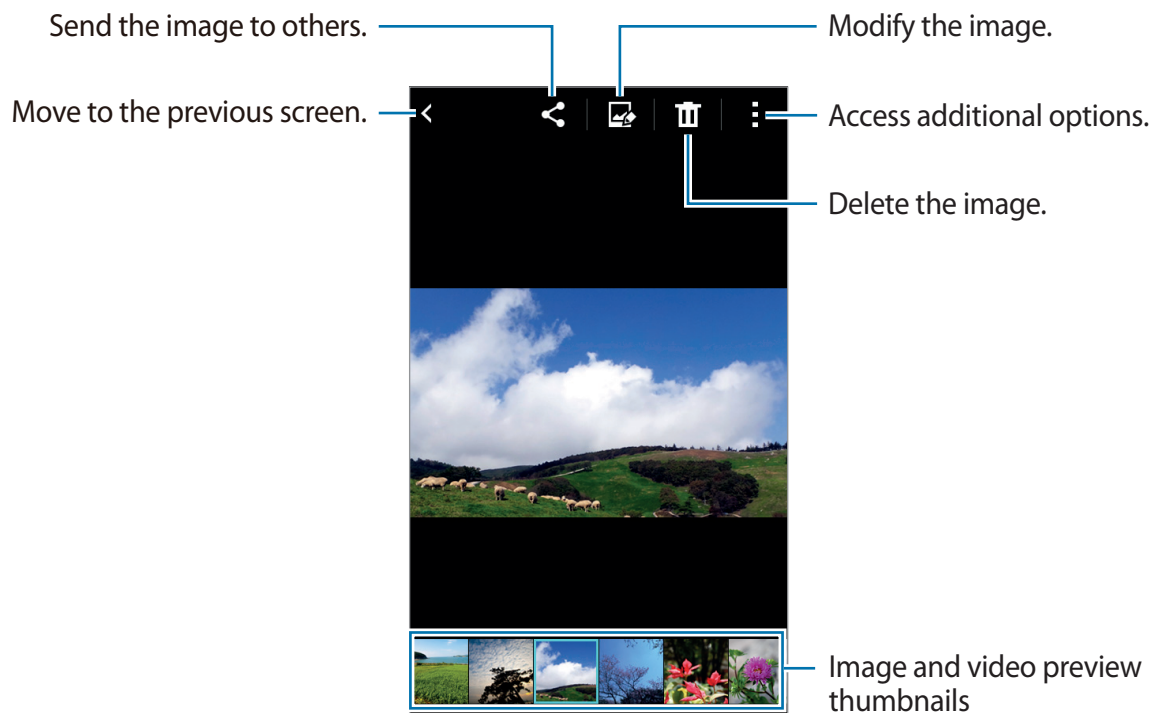 Send the image to others.
Modify the image.
Move to the previous screen.
Access additional options.
Delete the image.
Image and video preview
thumbnails